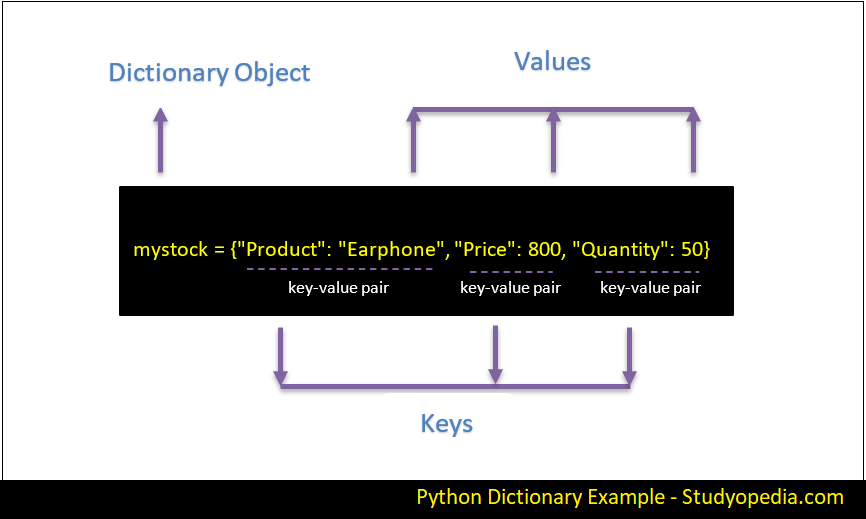 Dictionary Object
Values
mystock = {"Product": "Earphone", "Price": 800, "Quantity": 50}
key-value pair key-value pair key-value pair
Keys
Python Dictionary Example - Studyopedia.com